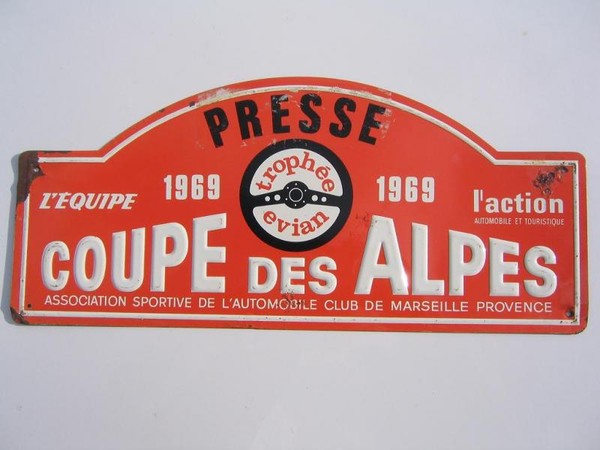 PRESSE
1969
trophée
evian
1969
L'ÉQUIPE
l'action
AUTOMOBILE ET TOURISTIQUE
COUPE DES ALPES
ASSOCIATION SPORTIVE DE L'AUTOMOBILE CLUB DE MARSEILLE PROVENCE